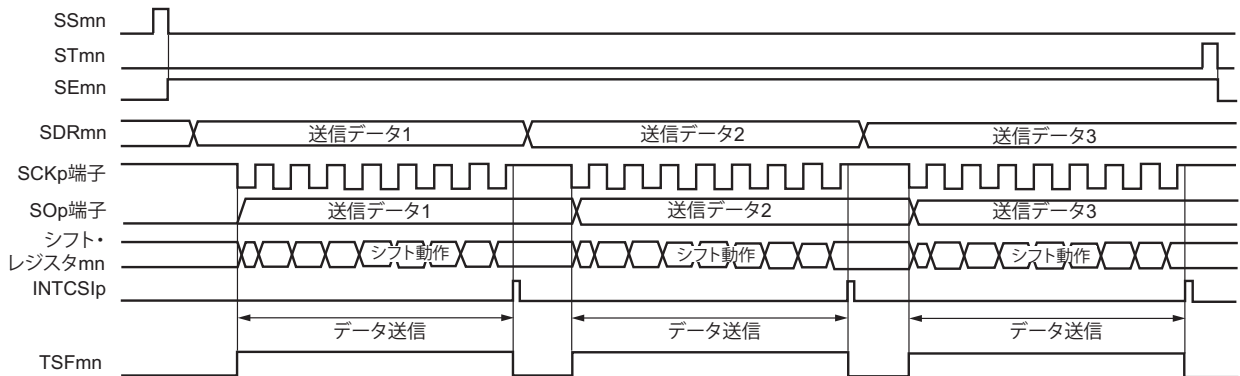 SSmn
STmn
SEmn
SDRmn 送信データ1 送信データ2 送信データ3
SCKp端子
SOp端子 送信データ1 送信データ2 送信データ3
シフト・
レジスタmn シフト動作 シフト動作 シフト動作
INTCSIp
データ送信 データ送信 データ送信
TSFmn